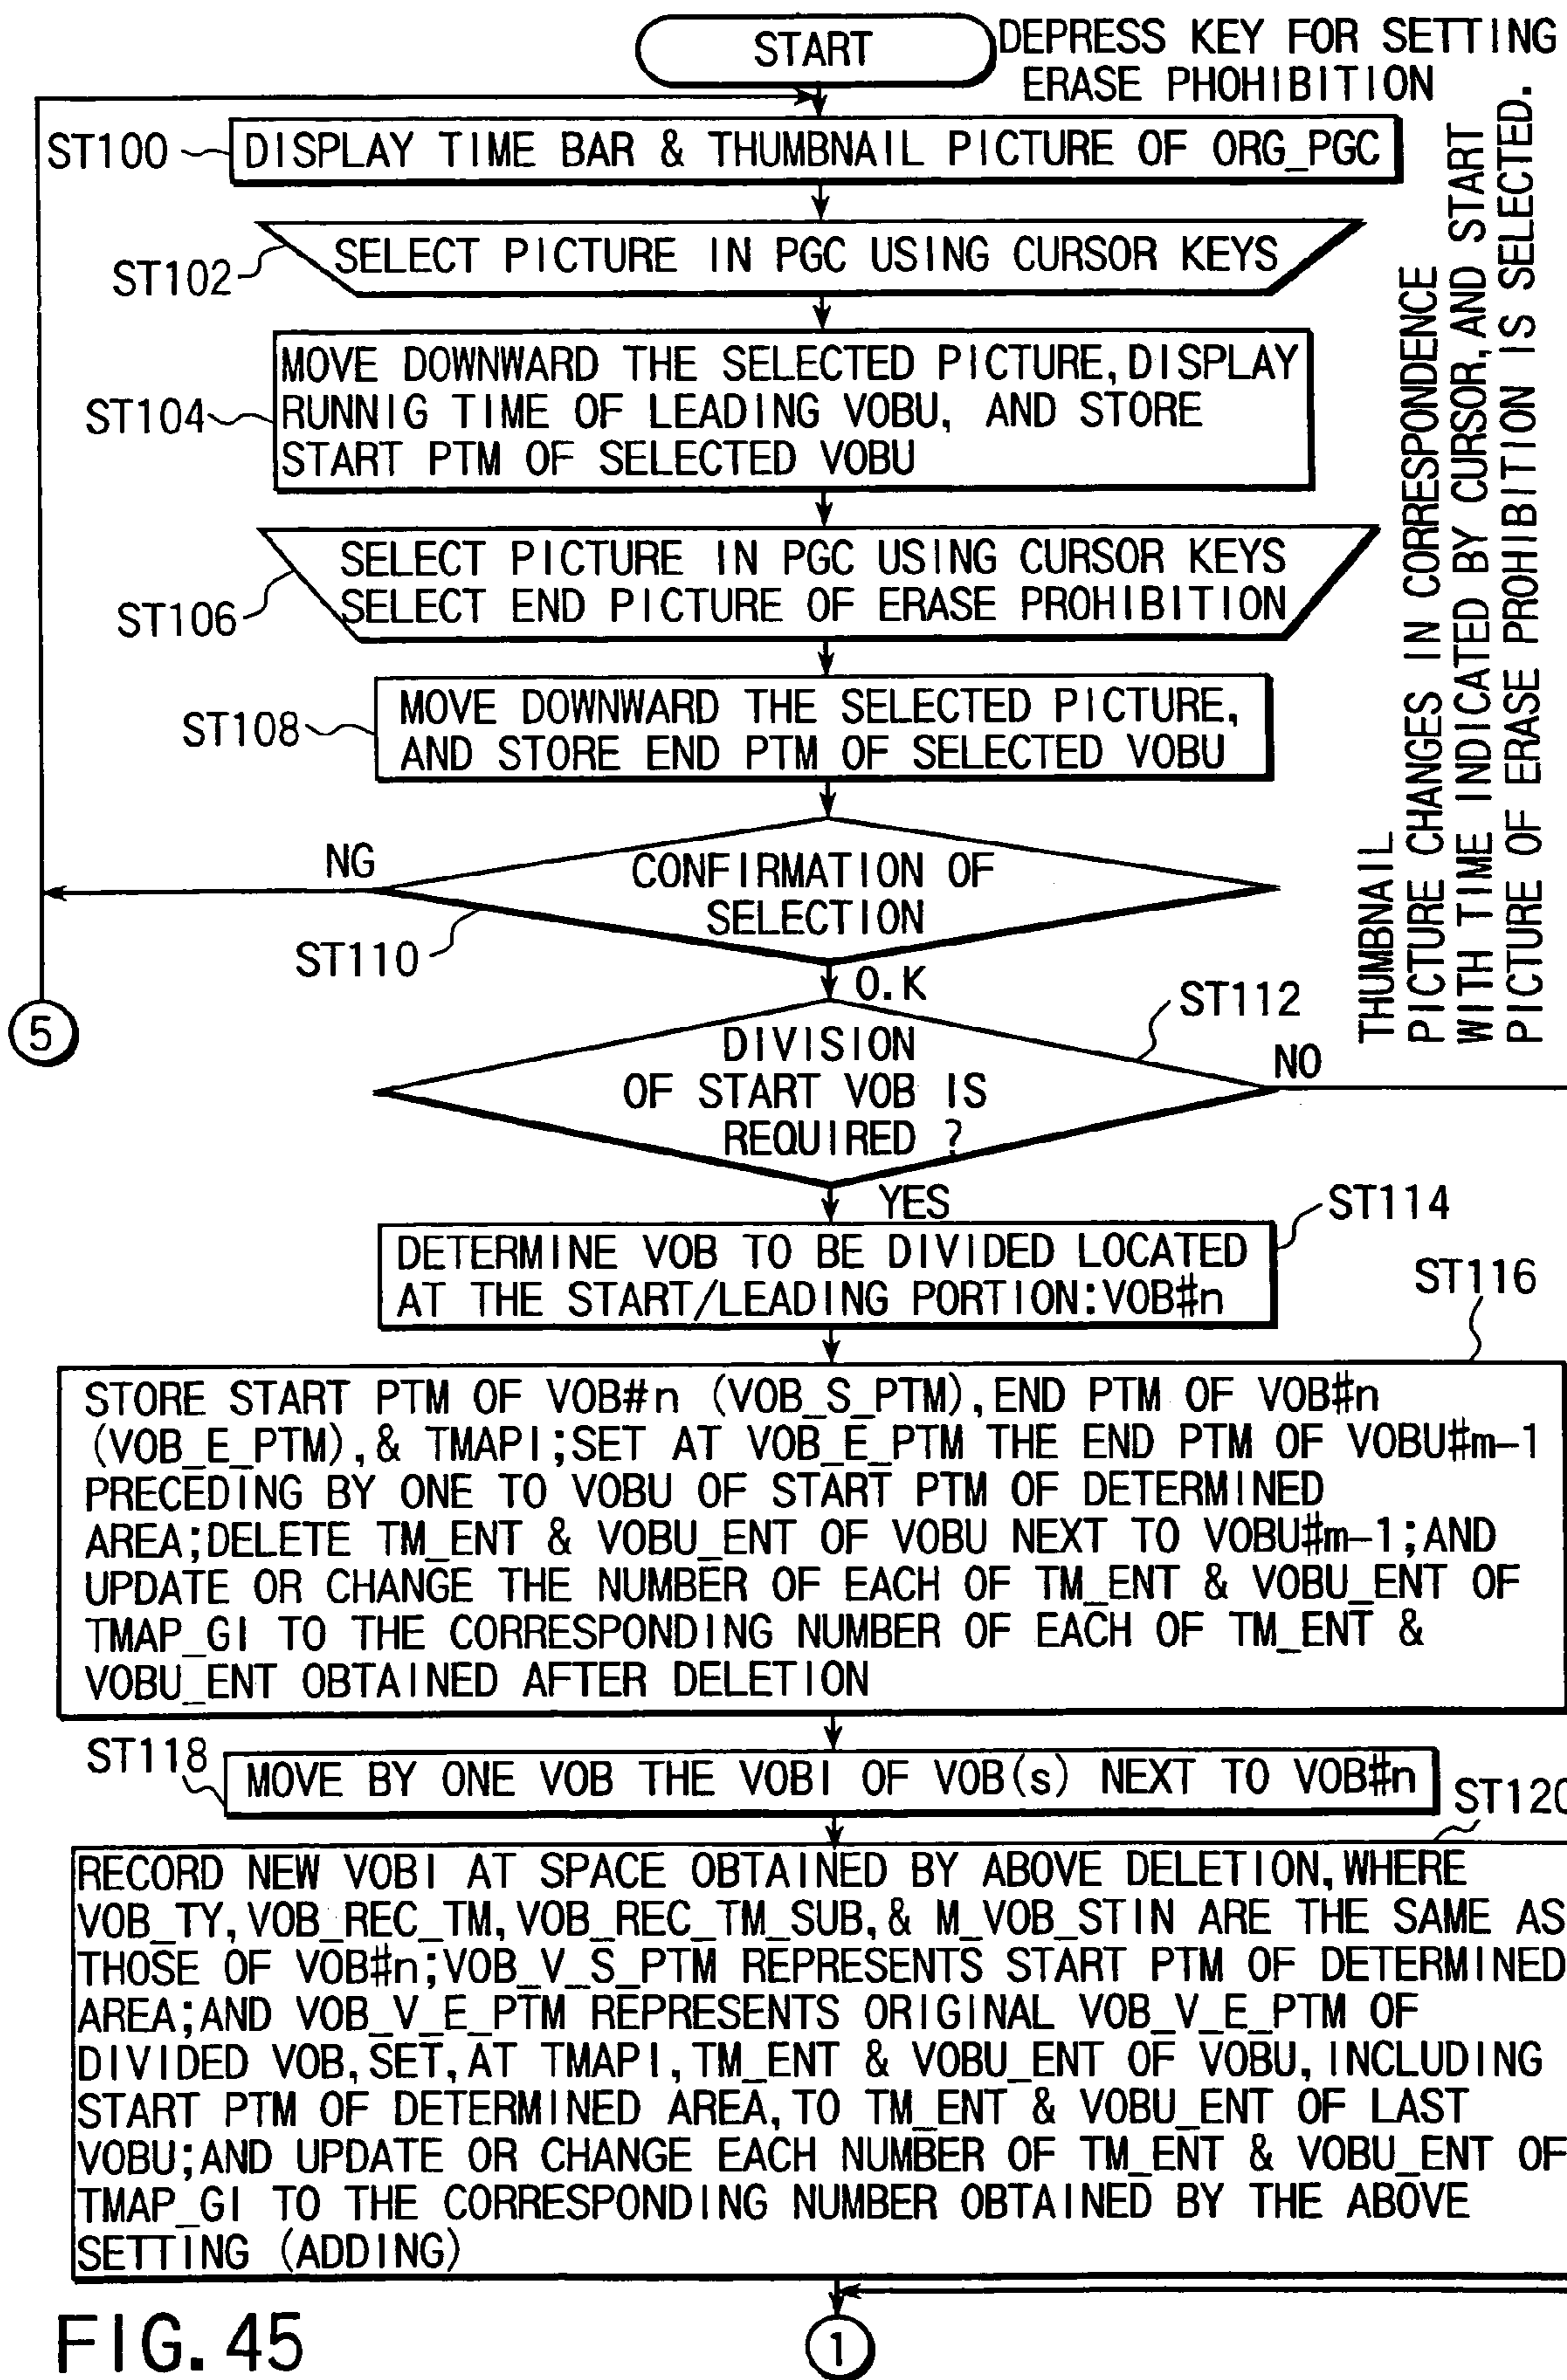 START
DEPRESS KEY FOR SETTING
ERASE PHOHIBITION
ST100
DISPLAY TIME BAR & THUMBNAIL PICTURE OF ORG_PGC
ST102
SELECT PICTURE IN PGC USING CURSOR KEYS
ST104
MOVE DOWNWARD THE SELECTED PICTURE, DISPLAY
RUNNIG TIME OF LEADING VOBU, AND STORE
START PTM OF SELECTED VOBU
ST106
SELECT PICTURE IN PGC USING CURSOR KEYS
SELECT END PICTURE OF ERASE PROHIBITION
ST108
MOVE DOWNWARD THE SELECTED PICTURE,
AND STORE END PTM OF SELECTED VOBU
THUMBNAIL
PICTURE CHANGES IN CORRESPONDENCE
WITH TIME INDICATED BY CURSOR, AND START
PICTURE OF ERASE PROHIBITION IS SELECTED.
NG
CONFIRMATION OF
SELECTION
ST110
O.K
5
ST112
DIVISION
OF START VOB IS
REQUIRED ?
NO
YES
ST114
DETERMINE VOB TO BE DIVIDED LOCATED
AT THE START/LEADING PORTION:VOB#n
ST116
STORE START PTM OF VOB#n (VOB_S_PTM), END PTM OF VOB#n
(VOB_E_PTM), & TMAPI;SET AT VOB_E_PTM THE END PTM OF VOBU#m-1
PRECEDING BY ONE TO VOBU OF START PTM OF DETERMINED
AREA;DELETE TM_ENT & VOBU_ENT OF VOBU NEXT TO VOBU#m-1;AND
UPDATE OR CHANGE THE NUMBER OF EACH OF TM_ENT & VOBU_ENT OF
TMAP_GI TO THE CORRESPONDING NUMBER OF EACH OF TM_ENT &
VOBU_ENT OBTAINED AFTER DELETION
ST118
MOVE BY ONE VOB THE VOBI OF VOB(s) NEXT TO VOB#n
ST120
RECORD NEW VOBI AT SPACE OBTAINED BY ABOVE DELETION, WHERE
VOB_TY, VOB_REC_TM, VOB_REC_TM_SUB, & M_VOB_STIN ARE THE SAME AS
THOSE OF VOB#n;VOB_V_S_PTM REPRESENTS START PTM OF DETERMINED
AREA;AND VOB_V_E_PTM REPRESENTS ORIGINAL VOB_V_E_PTM OF
DIVIDED VOB, SET, AT TMAPI, TM_ENT & VOBU_ENT OF VOBU, INCLUDING
START PTM OF DETERMINED AREA, TO TM_ENT & VOBU_ENT OF LAST
VOBU;AND UPDATE OR CHANGE EACH NUMBER OF TM_ENT & VOBU_ENT OF
TMAP_GI TO THE CORRESPONDING NUMBER OBTAINED BY THE ABOVE
SETTING (ADDING)
1
FIG. 45